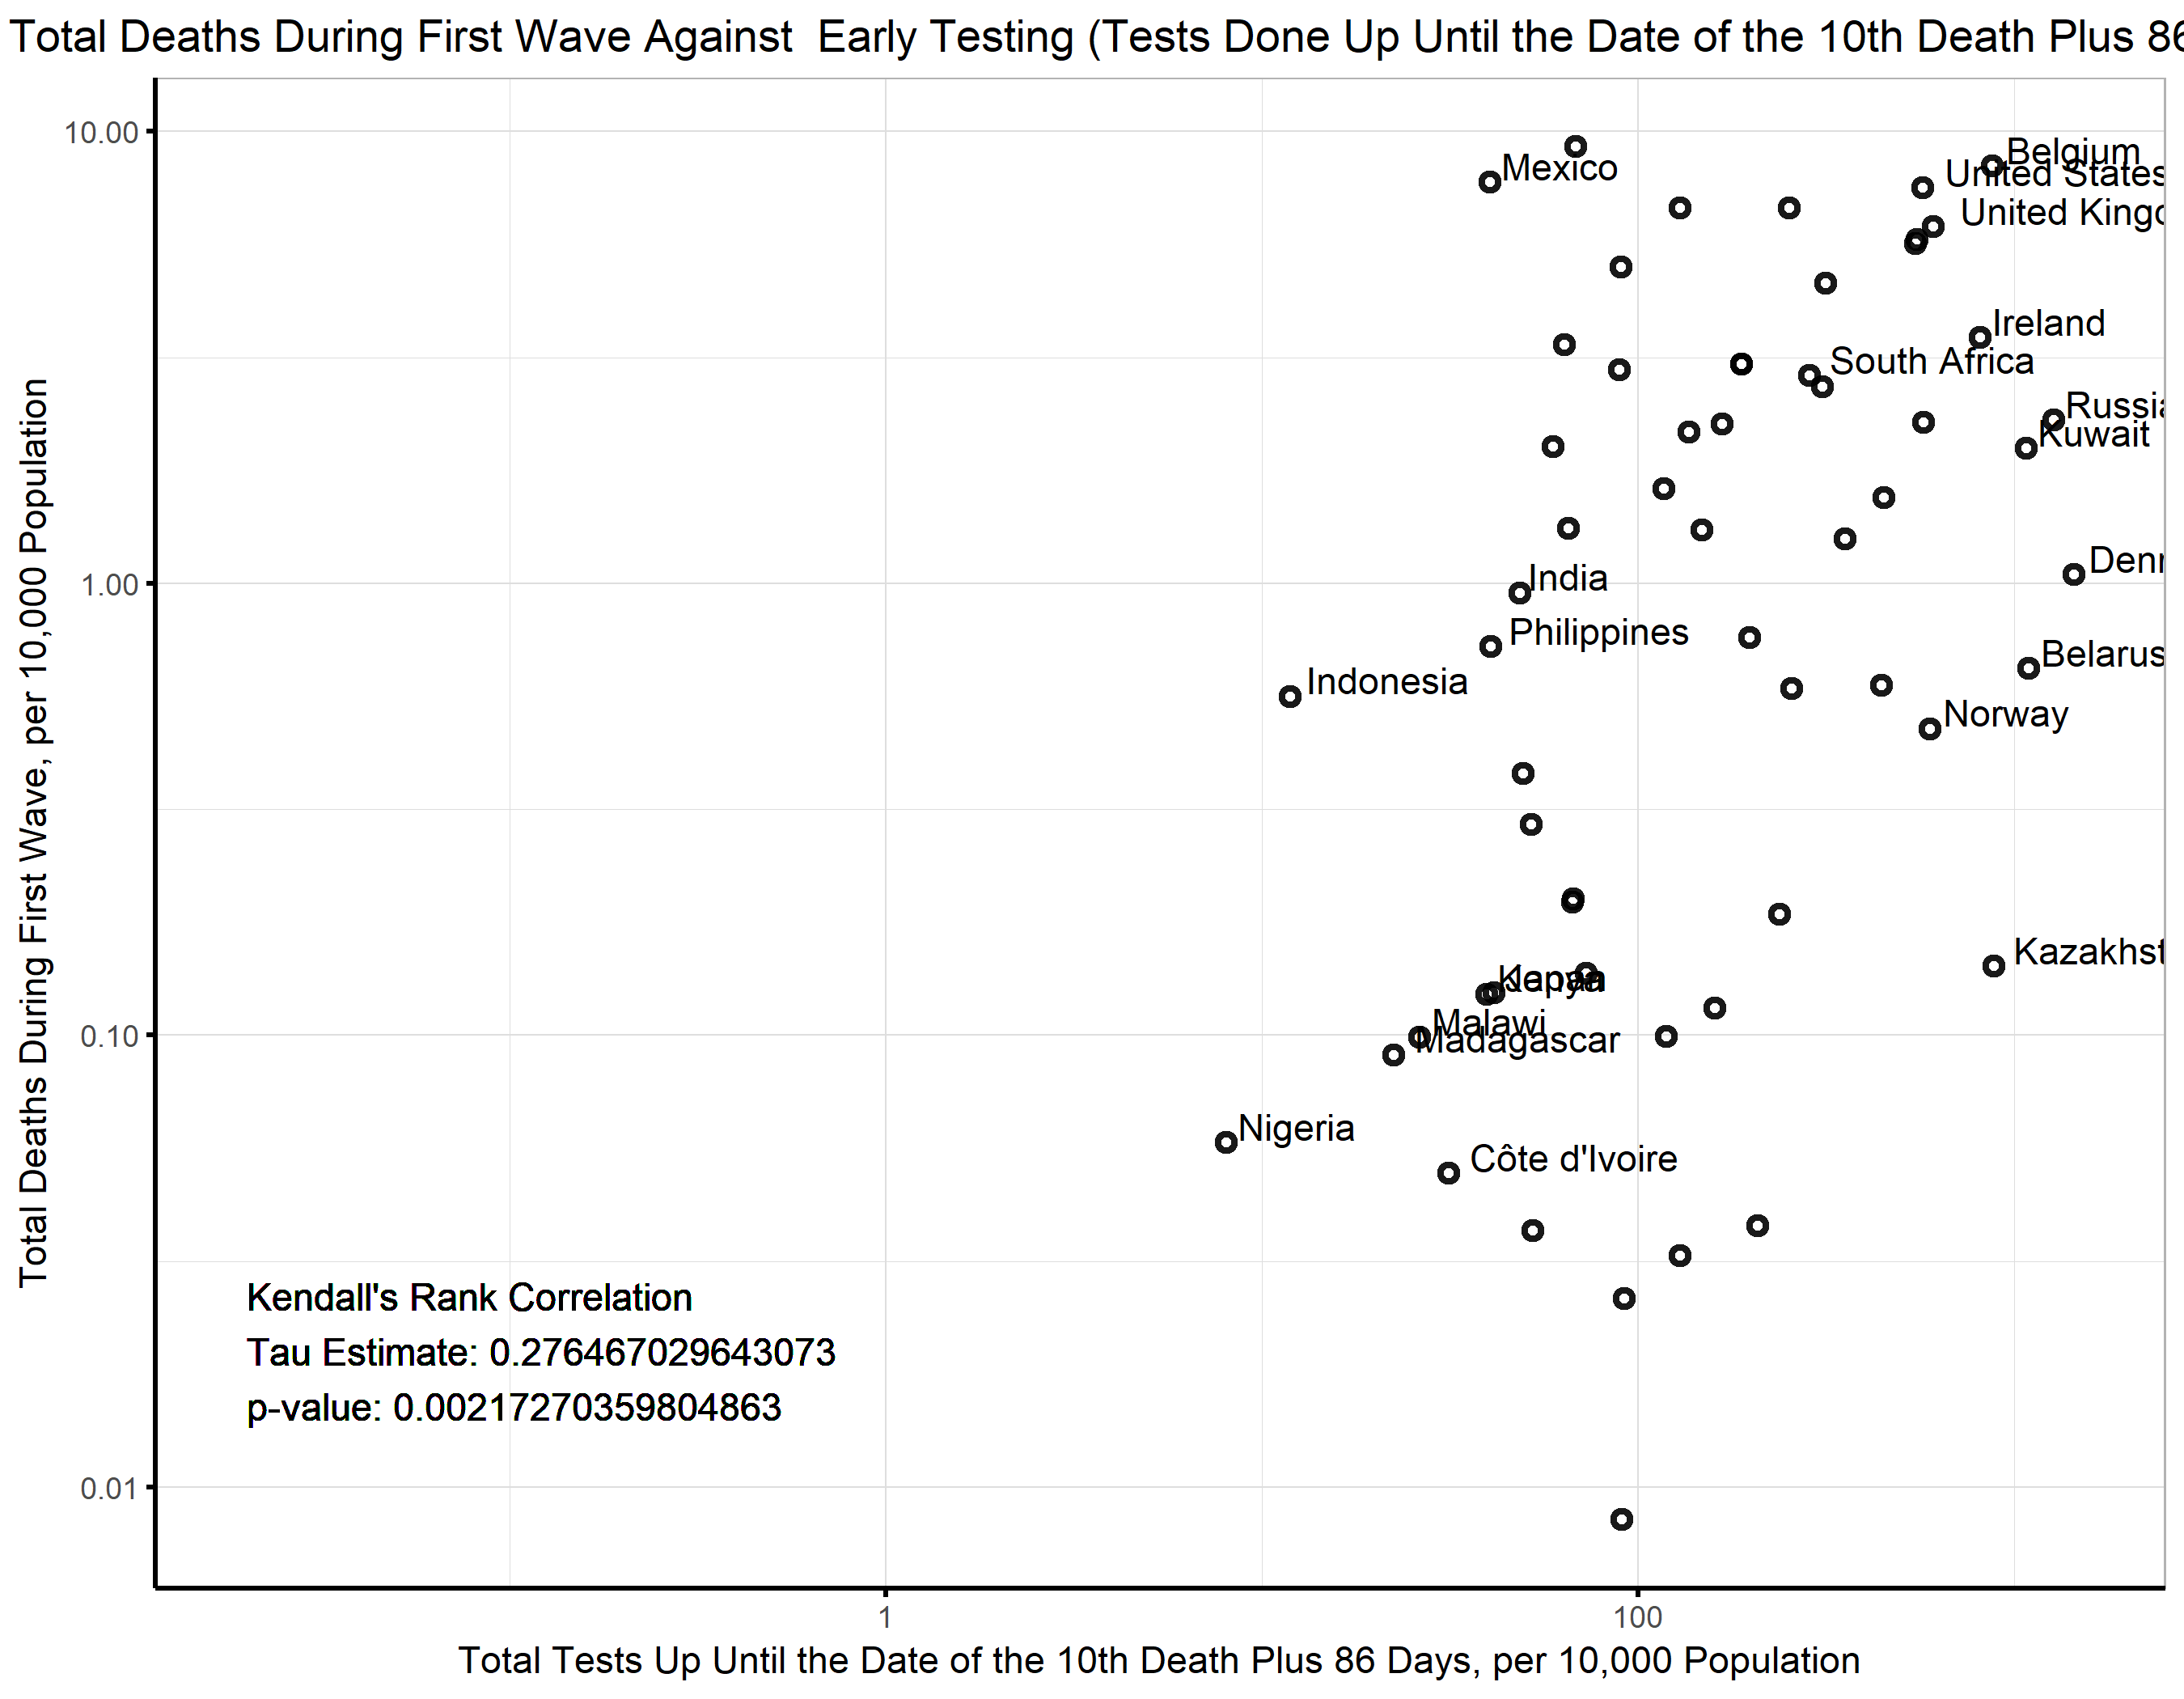 Total Deaths During First Wave Against  Early Testing (Tests Done Up Until the Date of the 10th Death Plus 86
10.00
Belgium
Mexico
United States
United Kingd
Ireland
South Africa
Russia
Kuwait
1.00
Denr
India
Philippines
Belarus
Indonesia
Norway
Kazakhst
Kenya
Japan
Malawi
0.10
Madagascar
Nigeria
Côte d'Ivoire
Kendall's Rank Correlation
Tau Estimate: 0.276467029643073
p-value: 0.00217270359804863
0.01
1
100
Total Tests Up Until the Date of the 10th Death Plus 86 Days, per 10,000 Population
Total Deaths During First Wave, per 10,000 Population